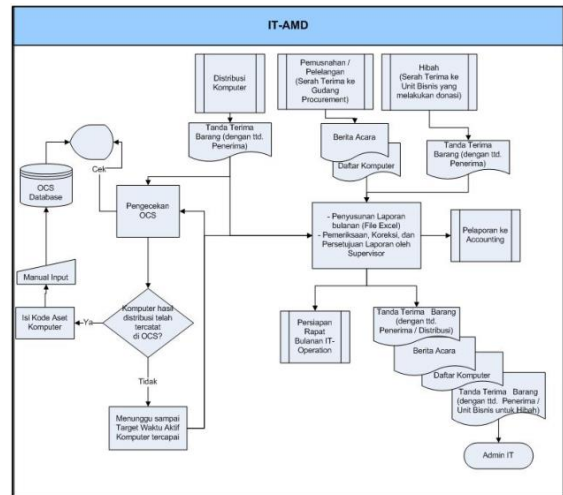 IT-AMD
Distribusi
Komputer
Pemusnahan /
Pelelangan
(Serah Terima ke
Gudang
Procurement)
Hibah
(Serah Terima ke
Unit Bisnis yang
melakukan donasi)
Tanda Terima
Barang (dengan ttd.
Penerima)
Berita Acara
Daftar Komputer
Tanda Terima
Barang (dengan ttd.
Penerima)
Cek
OCS
Database
Pengecekan
OCS
- Penyusunan Laporan
bulanan (File Excel)
- Pemeriksaan, Koreksi, dan
Persetujuan Laporan oleh
Supervisor
Pelaporan ke
Accounting
Manual Input
Isi Kode Aset
Komputer
Ya
Komputer hasil
distribusi telah
tercatat
di OCS?
Tidak
Menunggu sampai
Target Waktu Aktif
Komputer tercapai
Persiapan
Rapat
Bulanan IT-
Operation
Tanda Terima Barang
(dengan ttd.
Penerima / Distribusi)
Berita Acara
Daftar Komputer
Tanda Terima Barang
(dengan ttd. Penerima /
Unit Bisnis untuk Hibah)
Admin IT